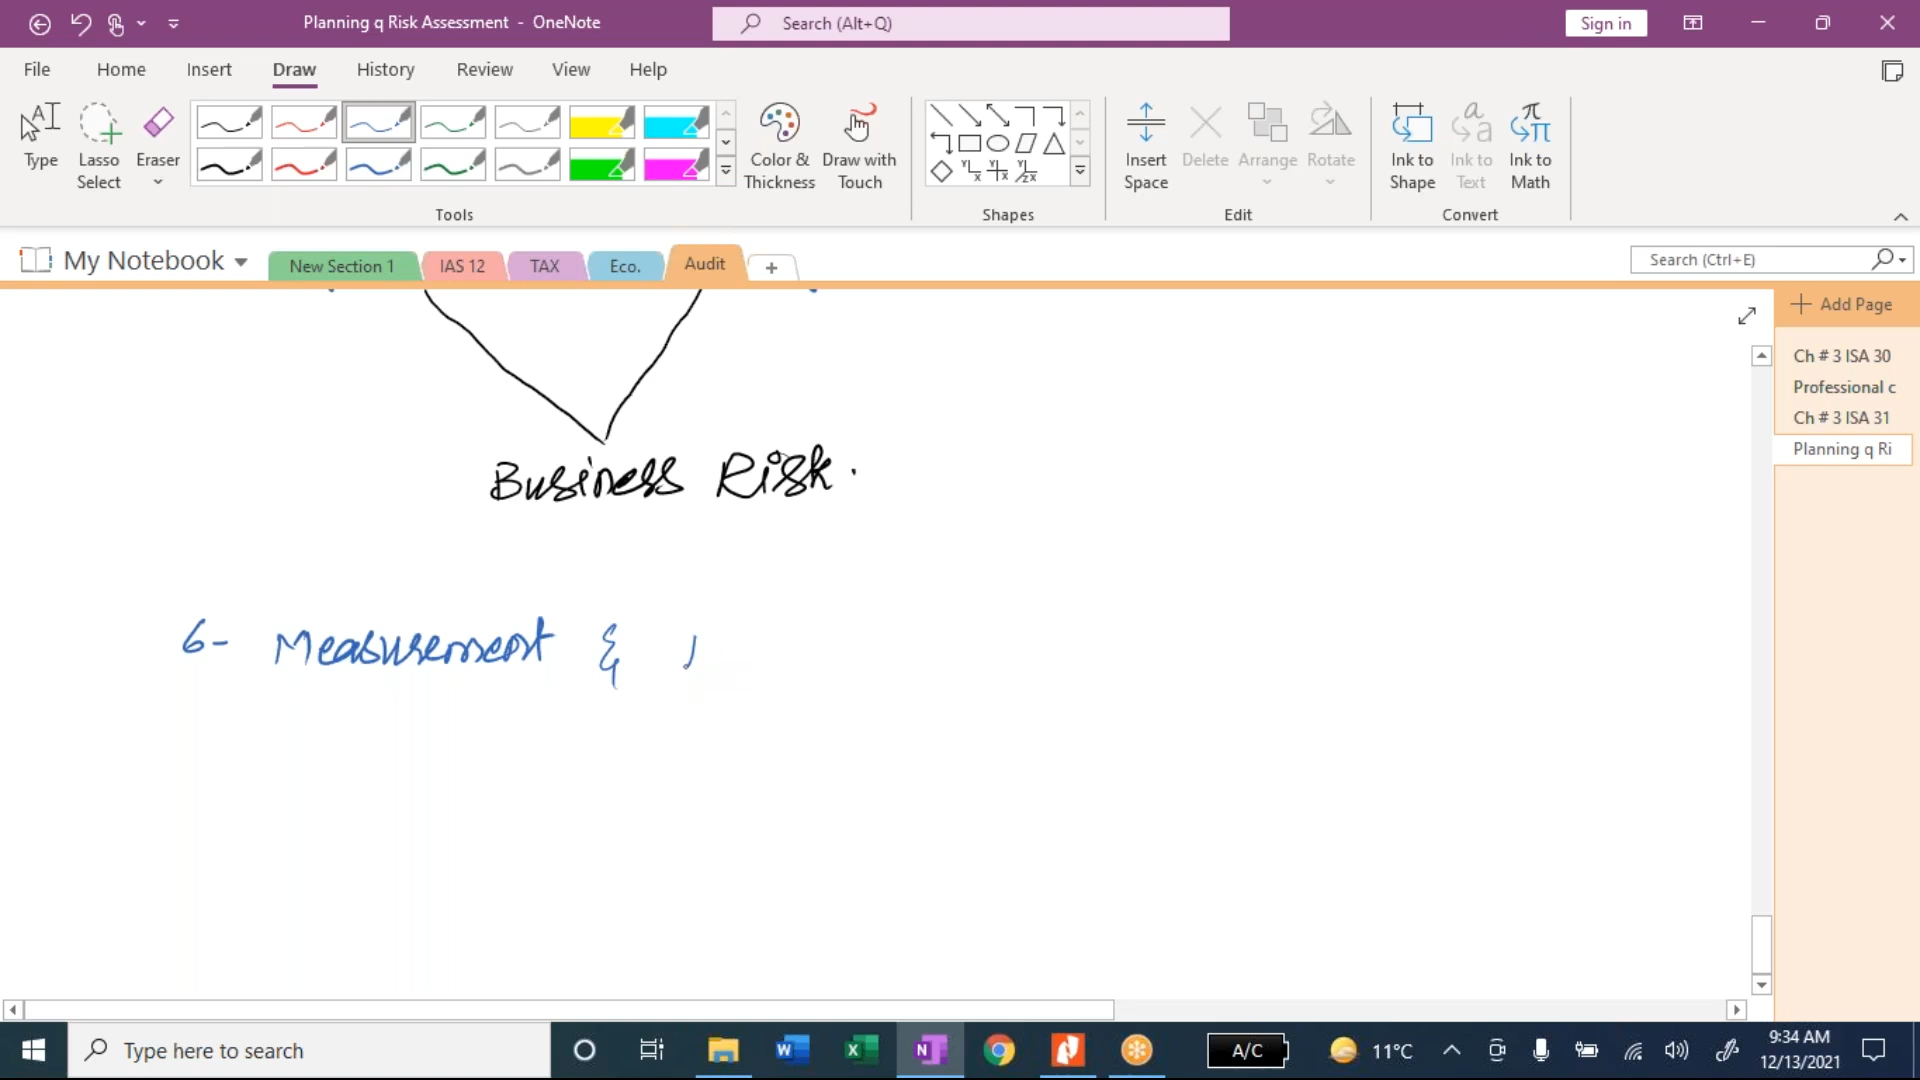 Planning q Risk Assessment - OneNote
Search (Alt+Q)
Sign in
File Home Insert Draw History Review View Help
Type
Lasso Select
Eraser
Color & Thickness
Draw with Touch
Insert Space
Delete
Arrange
Rotate
Ink to Shape
Ink to Text
Ink to Math
Tools
Shapes
Edit
Convert
My Notebook
New Section 1
IAS 12
TAX
Eco.
Audit
Search (Ctrl+E)
Add Page
Ch # 3 ISA 30
Professional c
Ch # 3 ISA 31
Planning q Ri
Business Risk.
6- Measurement &
Type here to search
A/C
11°C
9:34 AM
12/13/2021